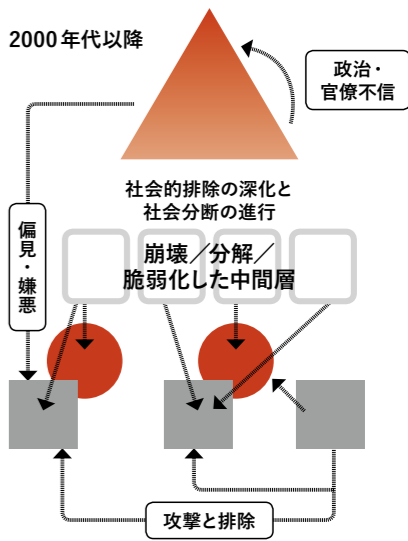 2000年代以降
政治・
官僚不信
社会的排除の深化と
社会分断の進行
偏見・嫌悪
崩壊／分解／
脆弱化した中間層
攻撃と排除